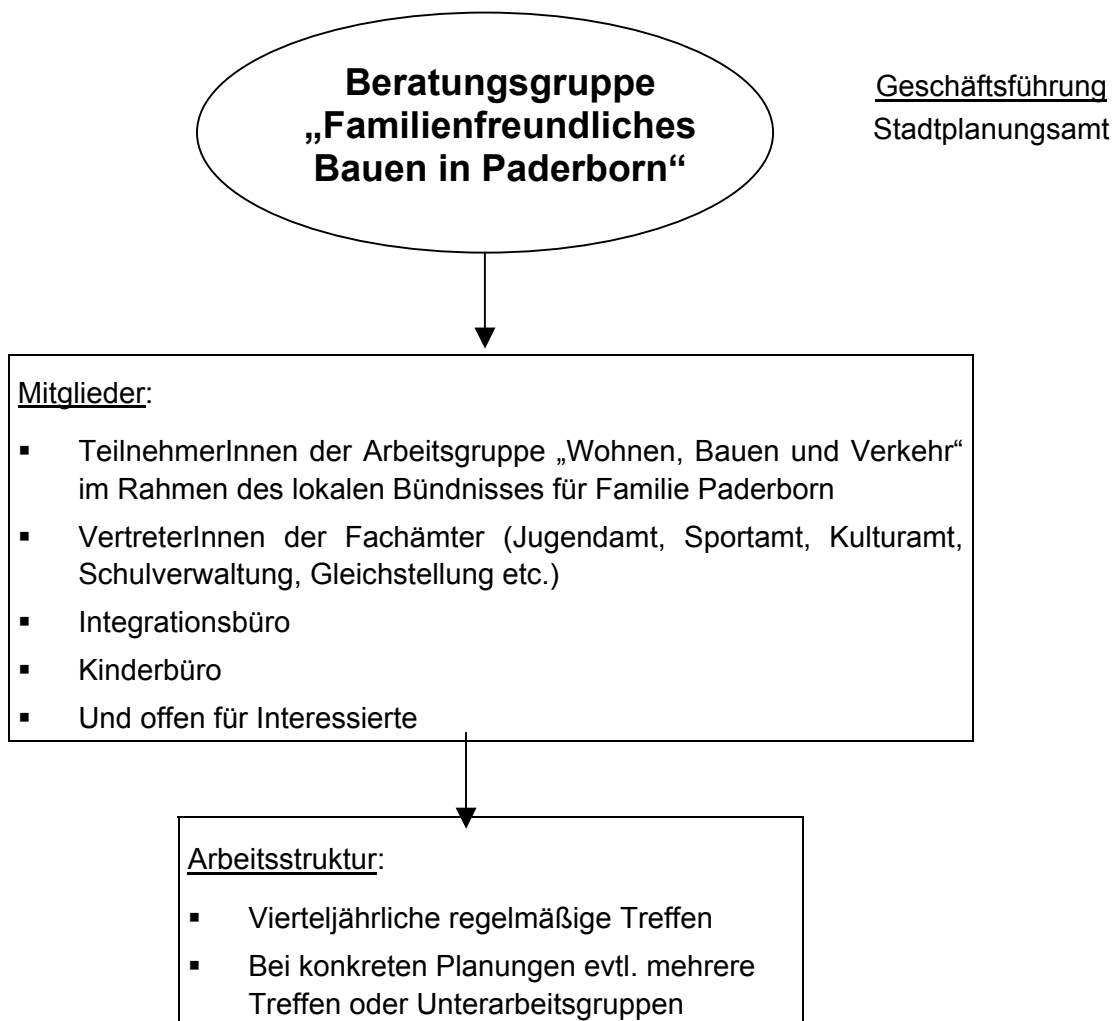 Beratungsgruppe
„Familienfreundliches
Bauen in Paderborn“
Geschäftsführung
Stadtplanungsamt
Mitglieder:
▪ TeilnehmerInnen der Arbeitsgruppe „Wohnen, Bauen und Verkehr“
im Rahmen des lokalen Bündnisses für Familie Paderborn
▪ VertreterInnen der Fachämter (Jugendamt, Sportamt, Kulturamt,
Schulverwaltung, Gleichstellung etc.)
▪ Integrationsbüro
▪ Kinderbüro
▪ Und offen für Interessierte
Arbeitsstruktur:
▪ Vierteljährliche regelmäßige Treffen
▪ Bei konkreten Planungen evtl. mehrere
Treffen oder Unterarbeitsgruppen